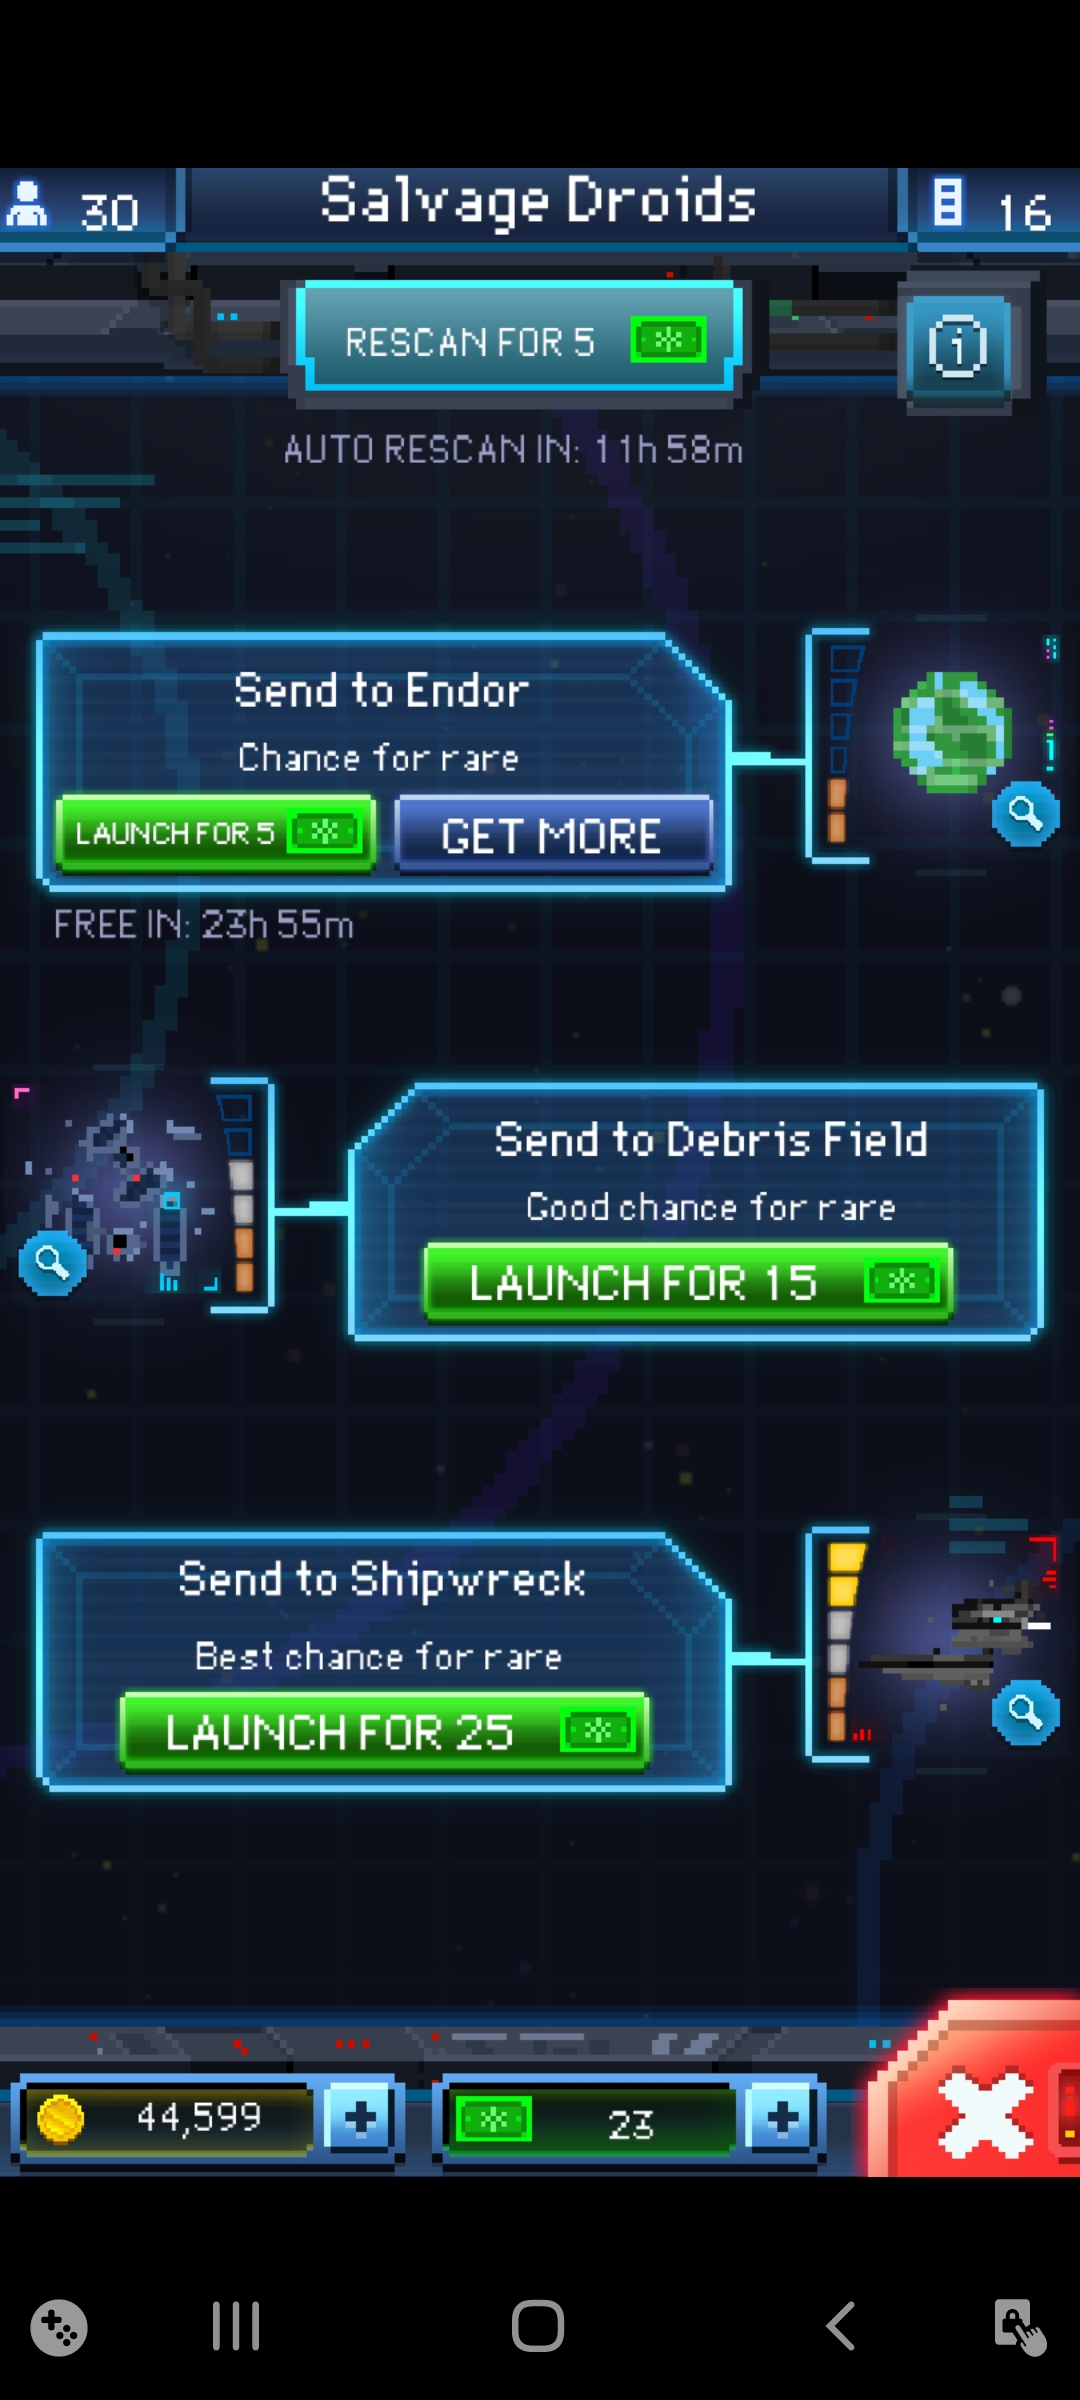 30
Salvage Droids
16
RESCAN FOR 5
AUTO RESCAN IN: 11h 58m
Send to Endor
Chance for rare
LAUNCH FOR 5
GET MORE
FREE IN: 23h 55m
Send to Debris Field
Good chance for rare
LAUNCH FOR 15
Send to Shipwreck
Best chance for rare
LAUNCH FOR 25
44,599
23